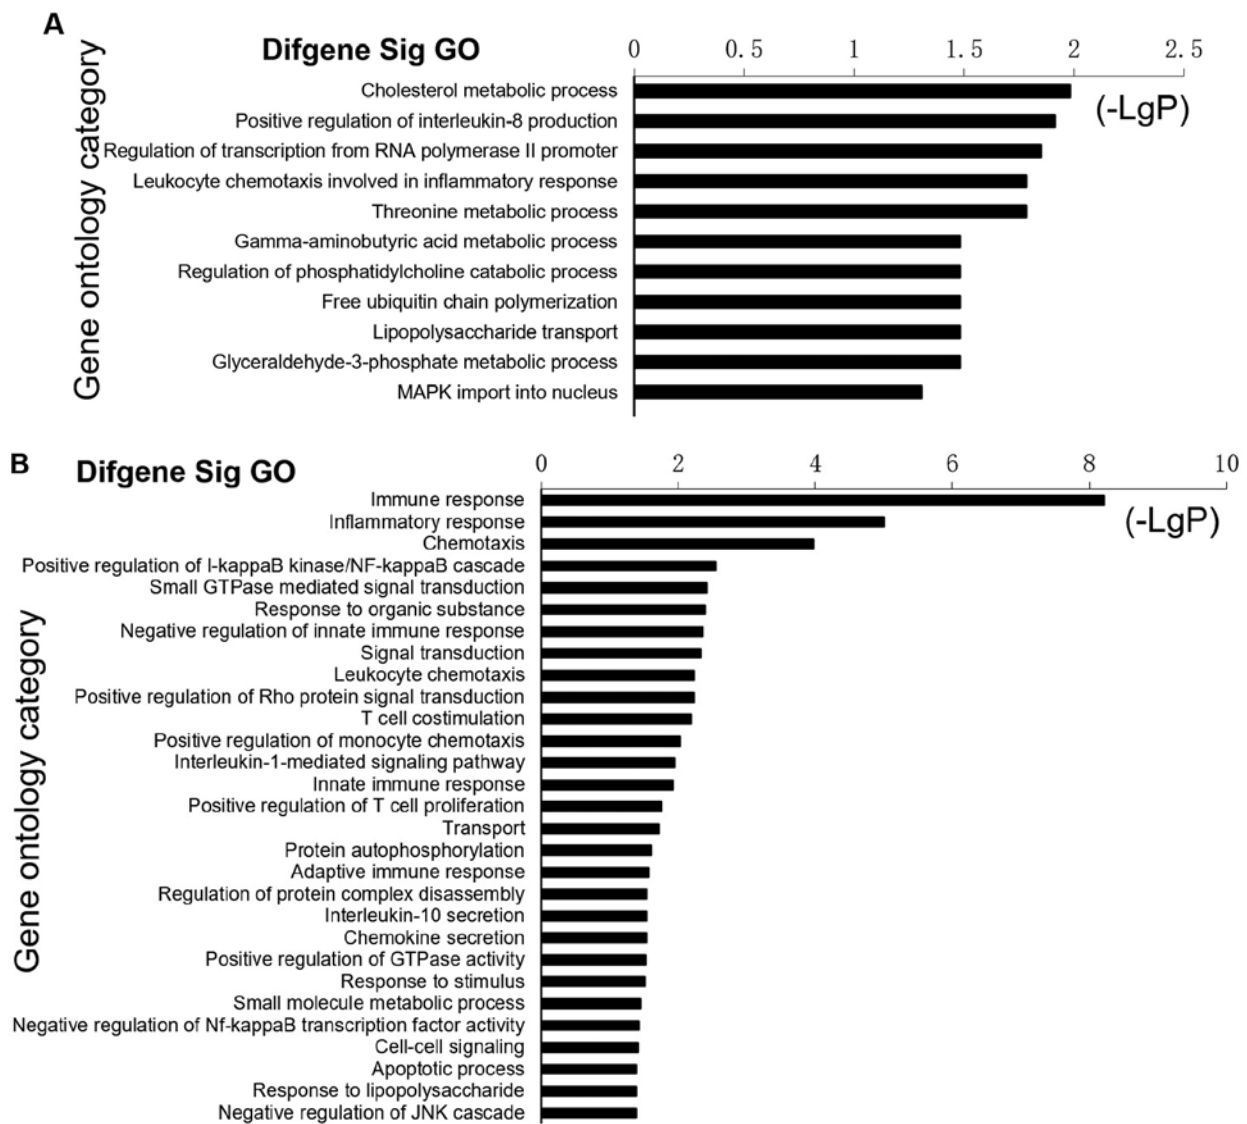 A
Difgene Sig GO
0 0.5 1 1.5 2 2.5
(-LgP)
Gene ontology category
Cholesterol metabolic process
Positive regulation of interleukin-8 production
Regulation of transcription from RNA polymerase II promoter
Leukocyte chemotaxis involved in inflammatory response
Threonine metabolic process
Gamma-aminobutyric acid metabolic process
Regulation of phosphatidylcholine catabolic process
Free ubiquitin chain polymerization
Lipopolysaccharide transport
Glyceraldehyde-3-phosphate metabolic process
MAPK import into nucleus
B
Difgene Sig GO
0 2 4 6 8 10
(-LgP)
Gene ontology category
Immune response
Inflammatory response
Chemotaxis
Positive regulation of I-kappaB kinase/NF-kappaB cascade
Small GTPase mediated signal transduction
Response to organic substance
Negative regulation of innate immune response
Signal transduction
Leukocyte chemotaxis
Positive regulation of Rho protein signal transduction
T cell costimulation
Positive regulation of monocyte chemotaxis
Interleukin-1-mediated signaling pathway
Innate immune response
Positive regulation of T cell proliferation
Transport
Protein autophosphorylation
Adaptive immune response
Regulation of protein complex disassembly
Interleukin-10 secretion
Chemokine secretion
Positive regulation of GTPase activity
Response to stimulus
Small molecule metabolic process
Negative regulation of Nf-kappaB transcription factor activity
Cell-cell signaling
Apoptotic process
Response to lipopolysaccharide
Negative regulation of JNK cascade